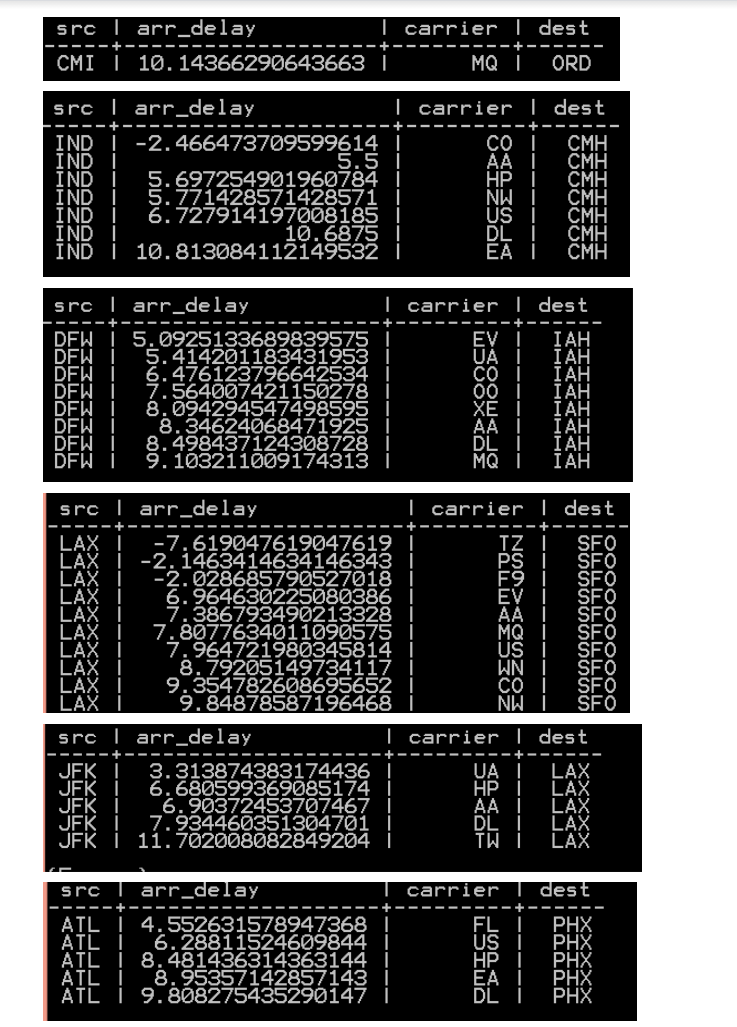 src | arr_delay | carrier | dest
-----+-------------------+---------+------
CMI | 10.14366290643663 | MQ | ORD
src | arr_delay | carrier | dest
-----+--------------------+---------+------
IND | -2.466473709599614 | CO | CMH
IND | 5.5 | AA | CMH
IND | 5.697254901960784 | HP | CMH
IND | 5.771428571428571 | NW | CMH
IND | 6.727914197008185 | US | CMH
IND | 10.6875 | DL | CMH
IND | 10.813084112149532 | EA | CMH
src | arr_delay | carrier | dest
-----+-------------------+---------+------
DFW | 5.09251336898395​75 | EV | IAH
DFW | 5.414201183431953 | UA | IAH
DFW | 6.476123796642534 | CO | IAH
DFW | 7.564007421150278 | OO | IAH
DFW | 8.094294547498595 | XE | IAH
DFW | 8.34624068471925 | AA | IAH
DFW | 8.498437124308728 | DL | IAH
DFW | 9.103211009174313 | MQ | IAH
src | arr_delay | carrier | dest
-----+---------------------+---------+------
LAX | -7.619047619047619 | IZ | SFO
LAX | -2.1463414634146343 | PS | SFO
LAX | -2.028685790527018 | F9 | SFO
LAX | 6.964630225080386 | EV | SFO
LAX | 7.386793490213328 | AA | SFO
LAX | 7.8077634011090575 | MQ | SFO
LAX | 7.964721980345814 | US | SFO
LAX | 8.79205149734117 | WN | SFO
LAX | 9.354782608695652 | CO | SFO
LAX | 9.84878587196468 | NW | SFO
src | arr_delay | carrier | dest
-----+--------------------+---------+------
JFK | 3.313874383174436 | UA | LAX
JFK | 6.680599369085174 | HP | LAX
JFK | 6.90372453707467 | AA | LAX
JFK | 7.934460351304701 | DL | LAX
JFK | 11.702008082849204 | TW | LAX
src | arr_delay | carrier | dest
-----+-------------------+---------+------
ATL | 4.552631578947368 | FL | PHX
ATL | 6.28811524609844 | US | PHX
ATL | 8.481436314363144 | HP | PHX
ATL | 8.95357142857143 | EA | PHX
ATL | 9.808275435290147 | DL | PHX